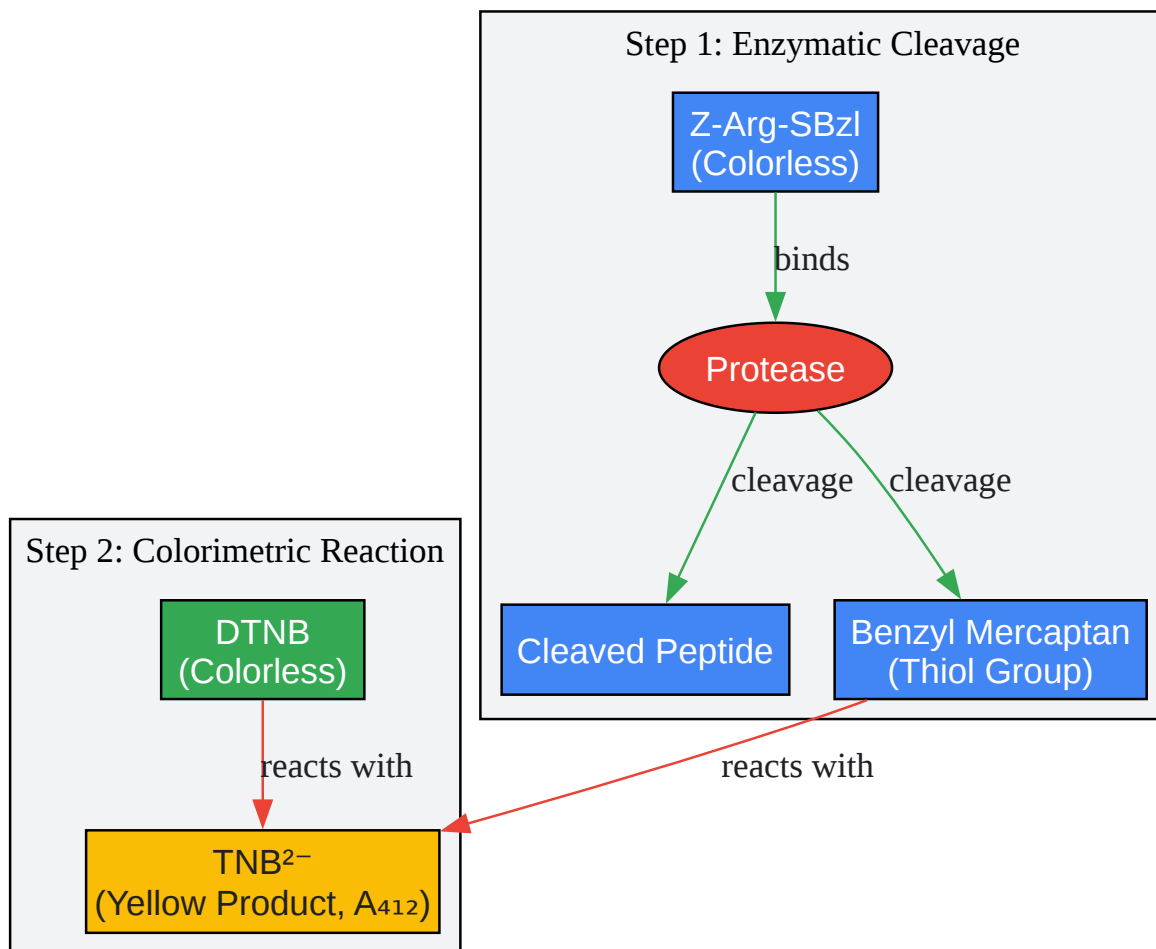 Step 1: Enzymatic Cleavage
Z-Arg-SBzl
(Colorless)
binds
Protease
cleavage
cleavage
Cleaved Peptide
Benzyl Mercaptan
(Thiol Group)
Step 2: Colorimetric Reaction
DTNB
(Colorless)
reacts with
reacts with
TNB²⁻
(Yellow Product, A₄₁₂)